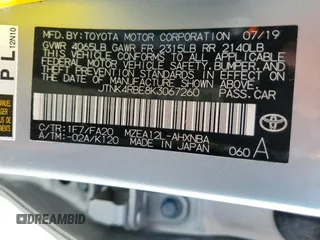 MFD.BY:TOYOTA MOTOR CORPORATION 07/19
GVWR 4065LB GAWR FR 2315LB RR 2140LB
THIS VEHICLE CONFORMS TO ALL APPLICABLE
FEDERAL MOTOR VEHICLE SAFETY, BUMPER, AND
THEFT PREVENTION STANDARDS IN EFFECT ON
THE DATE OF MANUFACTURE SHOWN ABOVE.
JTNK4RBE8K3067260 PASS.CAR
C/TR:1F7/FA20 MZEA12L-AHXNBA
A/TM:-02A/K120 MADE IN JAPAN 060 A
TOYOTA
P L
12N10
DREAMBID